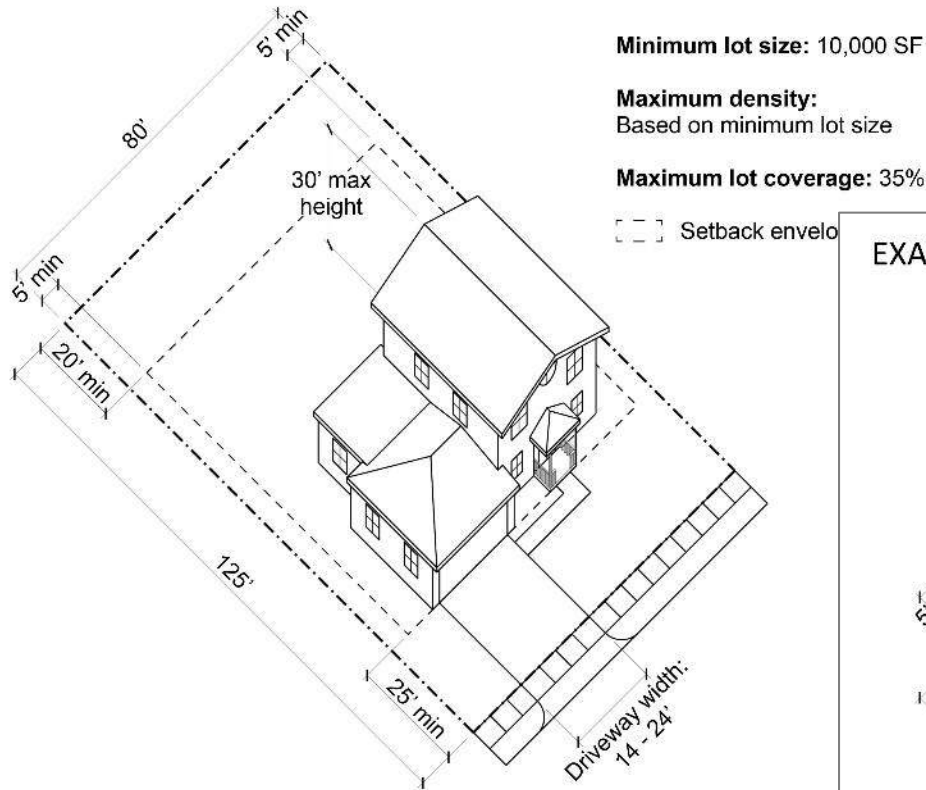 5' min
80'
30' max
height
5' min
20' min
125'
25' min
Driveway width:
14 - 24'
Minimum lot size: 10,000 SF
Maximum density:
Based on minimum lot size
Maximum lot coverage: 35%
Setback envelo
EXA
5'